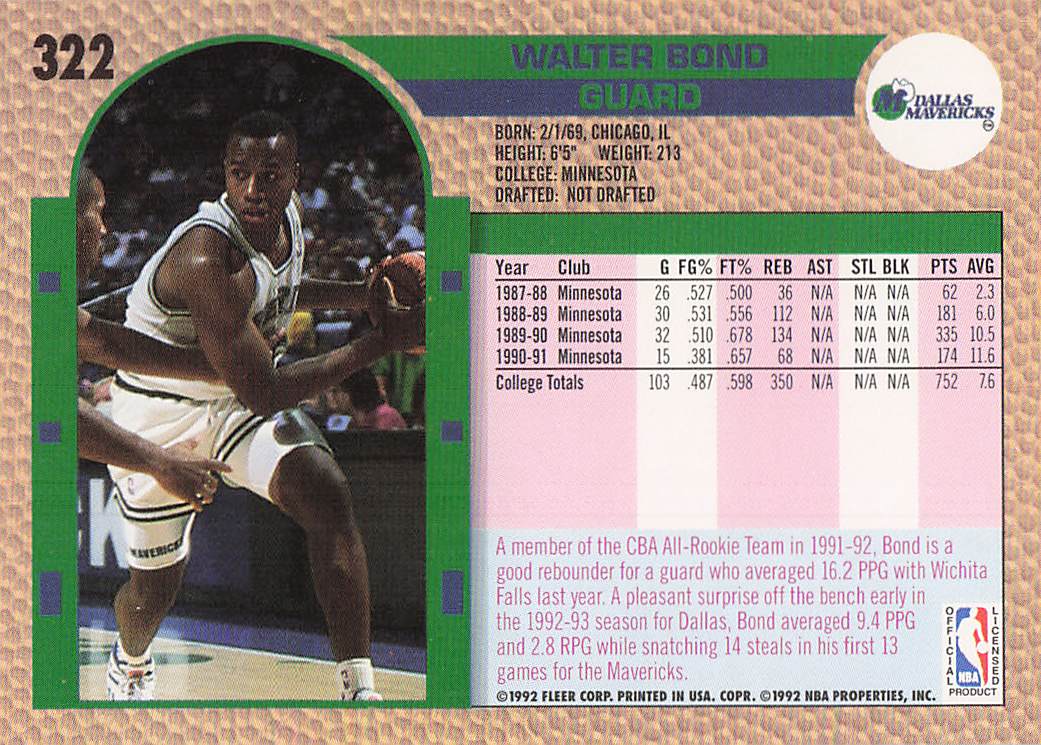 322
WALTER BOND
GUARD
DALLAS
MAVERICKS
BORN: 2/1/69, CHICAGO, IL
HEIGHT: 6'5" WEIGHT: 213
COLLEGE: MINNESOTA
DRAFTED: NOT DRAFTED
Year Club G FG% FT% REB AST STL BLK PTS AVG
1987-88 Minnesota 26 .527 .500 36 N/A N/A N/A 62 2.3
1988-89 Minnesota 30 .531 .556 112 N/A N/A N/A 181 6.0
1989-90 Minnesota 32 .510 .678 134 N/A N/A N/A 335 10.5
1990-91 Minnesota 15 .381 .657 68 N/A N/A N/A 174 11.6
College Totals 103 .487 .598 350 N/A N/A N/A 752 7.6
CK
MAVERICKS
A member of the CBA All-Rookie Team in 1991-92, Bond is a
good rebounder for a guard who averaged 16.2 PPG with Wichita
Falls last year. A pleasant surprise off the bench early in
the 1992-93 season for Dallas, Bond averaged 9.4 PPG
and 2.8 RPG while snatching 14 steals in his first 13
games for the Mavericks.
OFFICIAL LICENSED
NBA
PRODUCT
©1992 FLEER CORP. PRINTED IN USA. COPR. ©1992 NBA PROPERTIES, INC.